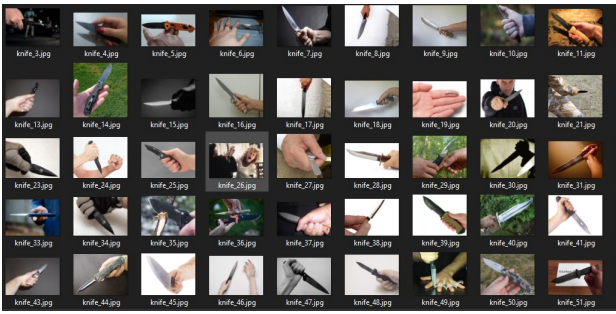 knife_3.jpg knife_4.jpg knife_5.jpg knife_6.jpg knife_7.jpg knife_8.jpg knife_9.jpg knife_10.jpg knife_11.jpg
knife_13.jpg knife_14.jpg knife_15.jpg knife_16.jpg knife_17.jpg knife_18.jpg knife_19.jpg knife_20.jpg knife_21.jpg
knife_23.jpg knife_24.jpg knife_25.jpg knife_26.jpg knife_27.jpg knife_28.jpg knife_29.jpg knife_30.jpg knife_31.jpg
knife_33.jpg knife_34.jpg knife_35.jpg knife_36.jpg knife_37.jpg knife_38.jpg knife_39.jpg knife_40.jpg knife_41.jpg
knife_43.jpg knife_44.jpg knife_45.jpg knife_46.jpg knife_47.jpg knife_48.jpg knife_49.jpg knife_50.jpg knife_51.jpg